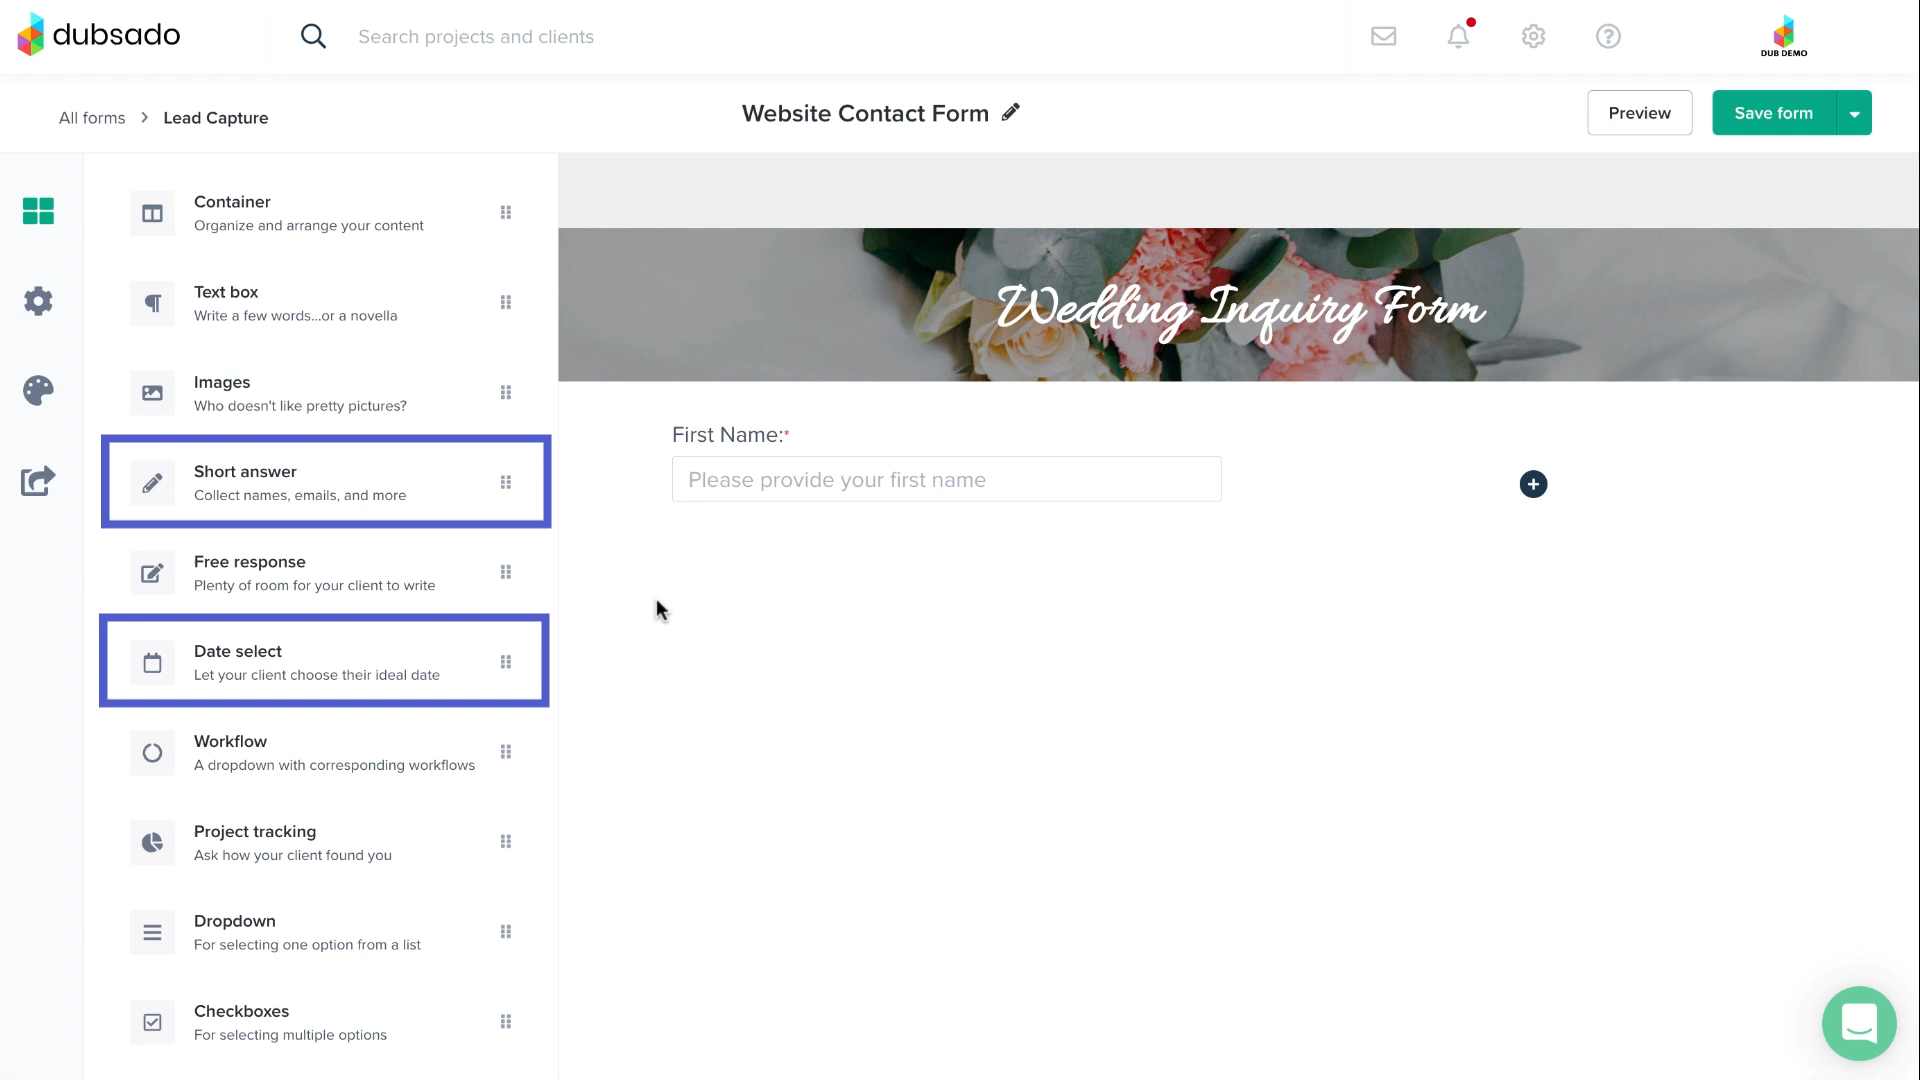 dubsado
Search projects and clients
DUB DEMO
All forms > Lead Capture
Website Contact Form
Preview
Save form
Container
Organize and arrange your content
Text box
Write a few words...or a novella
Images
Who doesn't like pretty pictures?
Short answer
Collect names, emails, and more
Free response
Plenty of room for your client to write
Date select
Let your client choose their ideal date
Workflow
A dropdown with corresponding workflows
Project tracking
Ask how your client found you
Dropdown
For selecting one option from a list
Checkboxes
For selecting multiple options
Wedding Inquiry Form
First Name:*
Please provide your first name